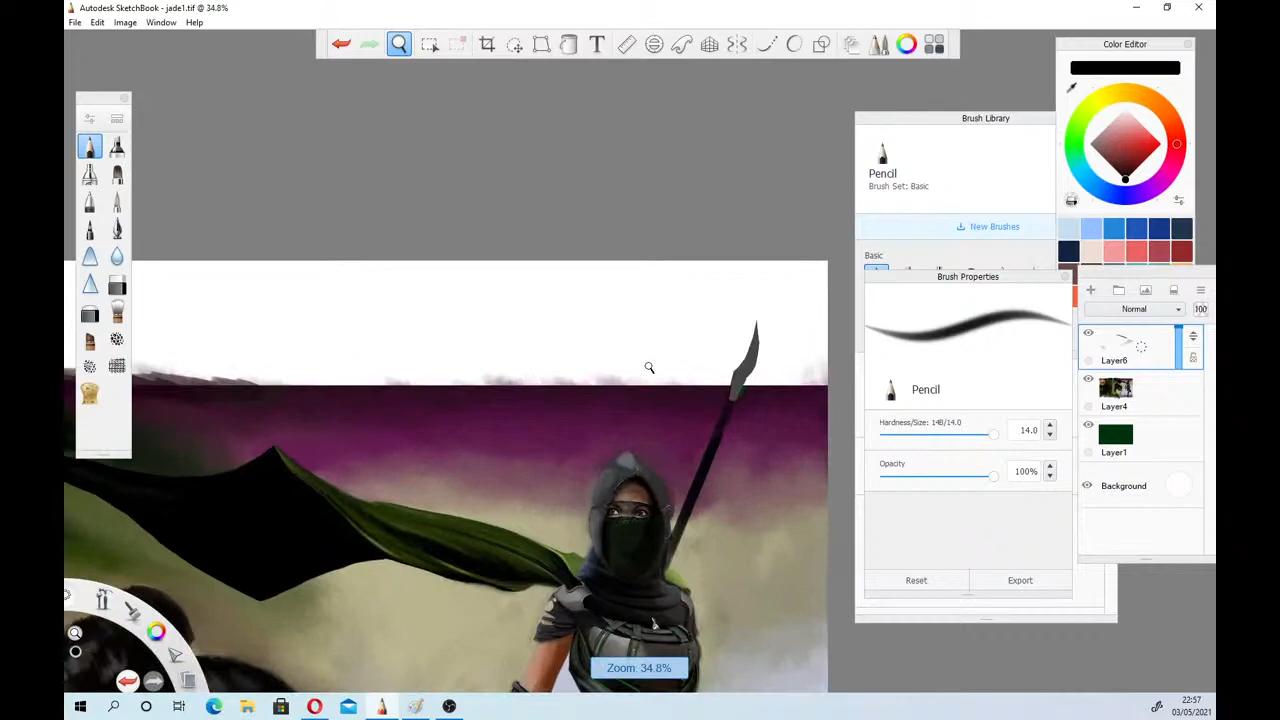 Autodesk SketchBook - jade1.tif @ 34.8%
File Edit Image Window Help
Color Editor
Brush Library
Pencil
Brush Set: Basic
New Brushes
Basic
Brush Properties
Normal
100
Layer6
Pencil
Layer4
Hardness/Size: 14B/14.0
14.0
Layer1
Opacity
100%
Background
Reset
Export
Zoom: 34.8%
22:57
03/05/2021